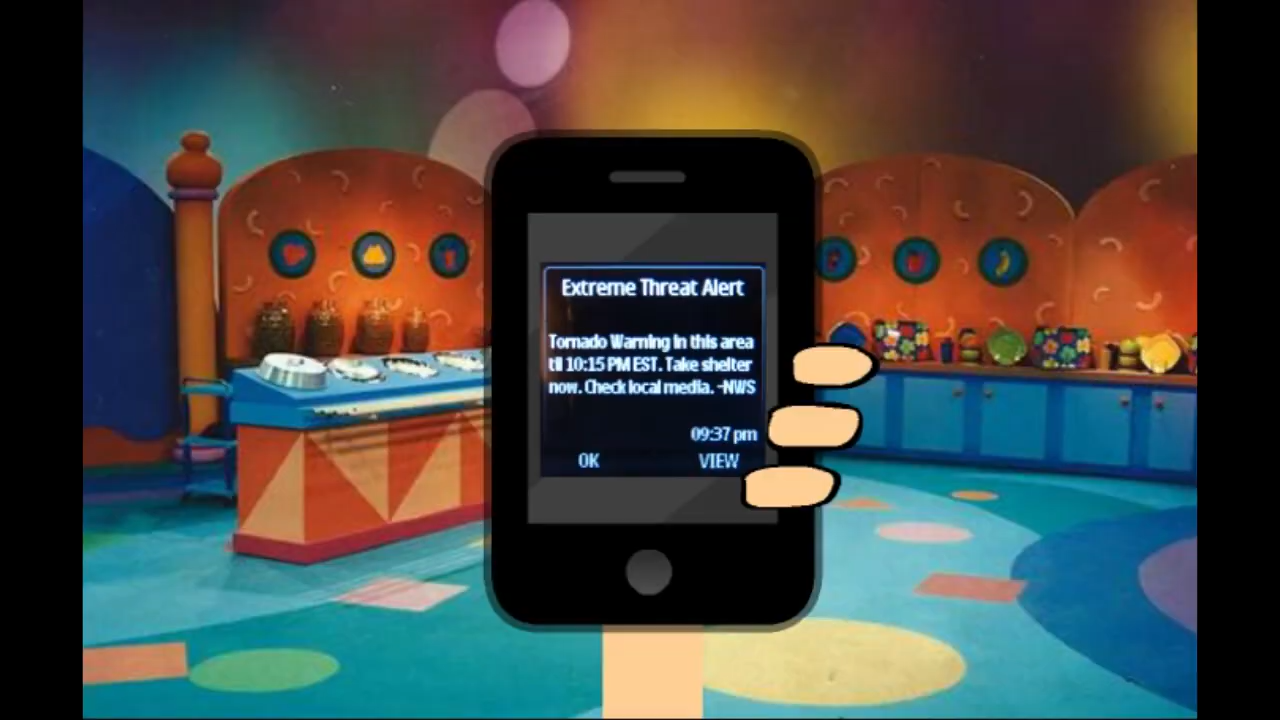 Extreme Threat Alert
Tornado Warning in this area
til 10:15 PM EST. Take shelter
now. Check local media. -NWS
09:37 pm
OK VIEW